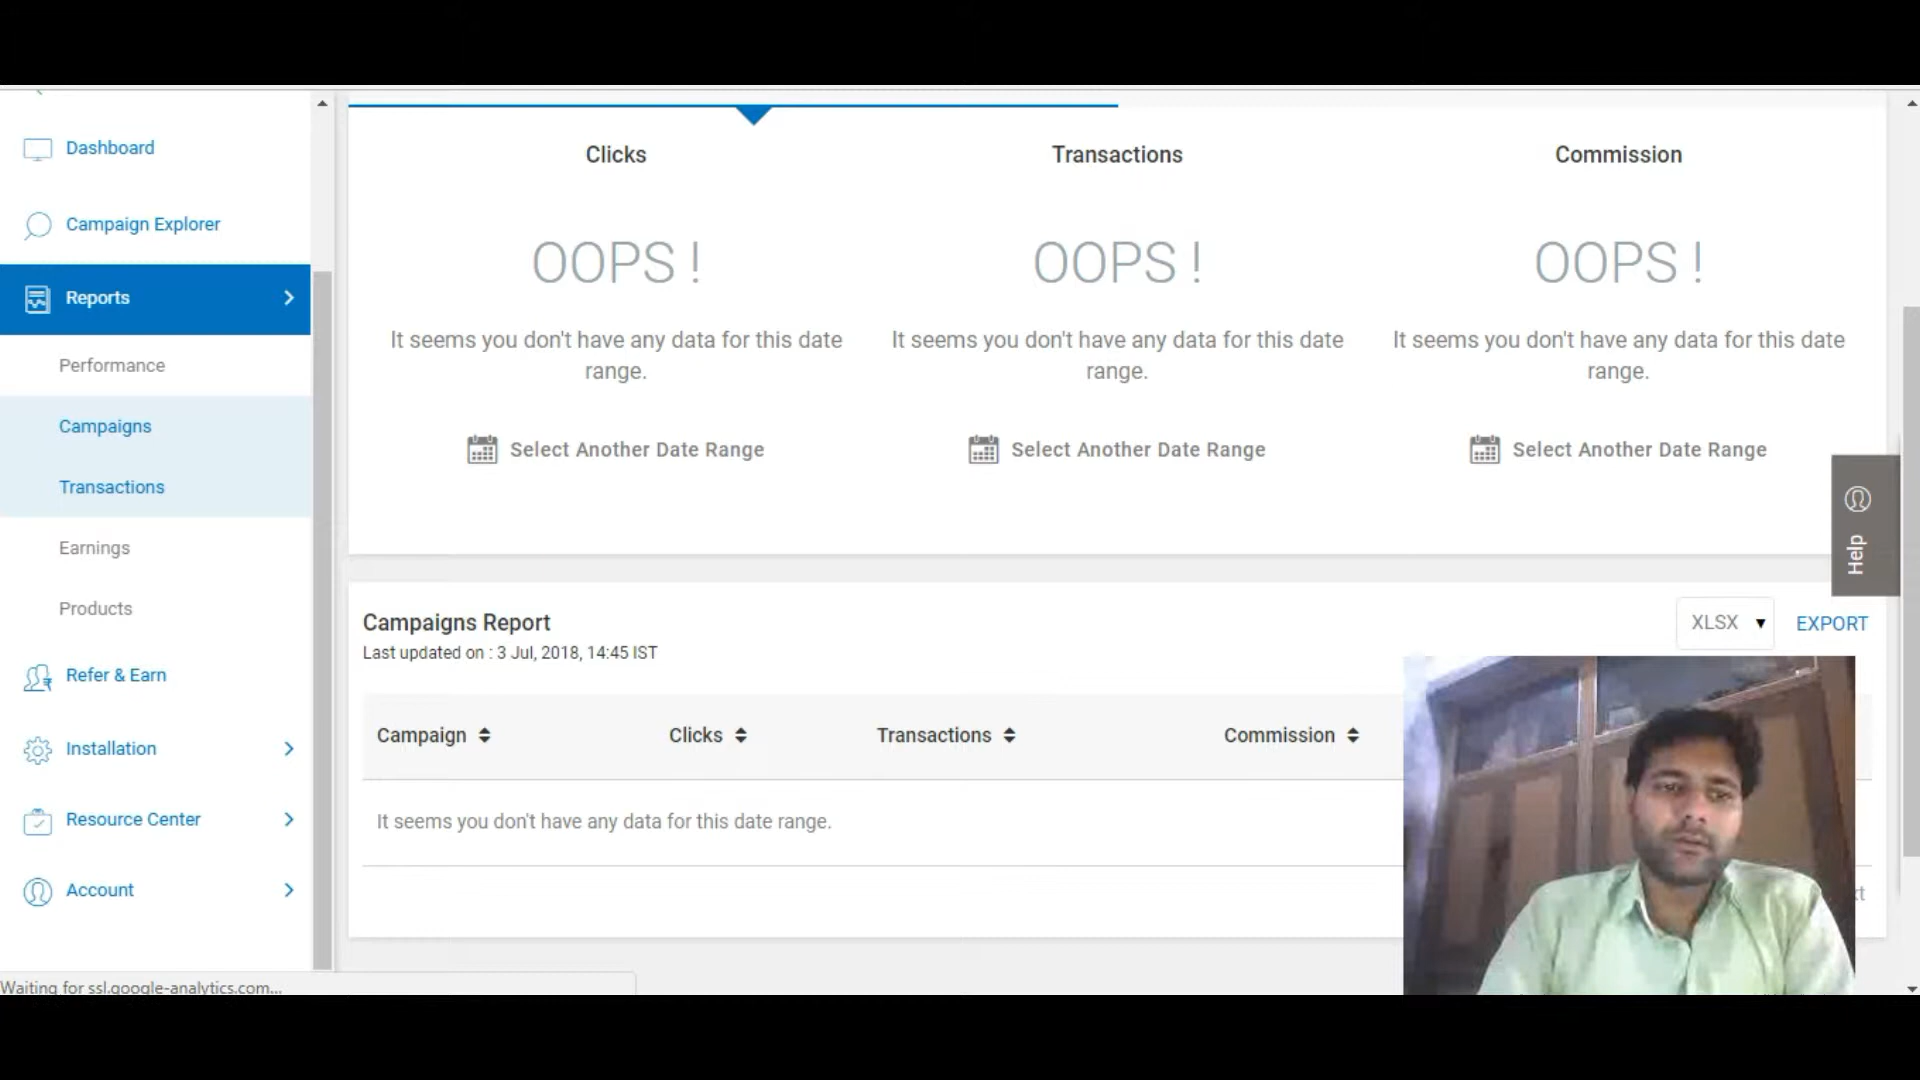 Dashboard
Campaign Explorer
Reports
Performance
Campaigns
Transactions
Earnings
Products
Refer & Earn
Installation
Resource Center
Account
Waiting for ssl.google-analytics.com...
Clicks
OOPS !
It seems you don't have any data for this date
range.
Select Another Date Range
Transactions
OOPS !
It seems you don't have any data for this date
range.
Select Another Date Range
Commission
OOPS !
It seems you don't have any data for this date
range.
Select Another Date Range
Help
Campaigns Report
Last updated on : 3 Jul, 2018, 14:45 IST
XLSX EXPORT
Campaign Clicks Transactions Commission
It seems you don't have any data for this date range.